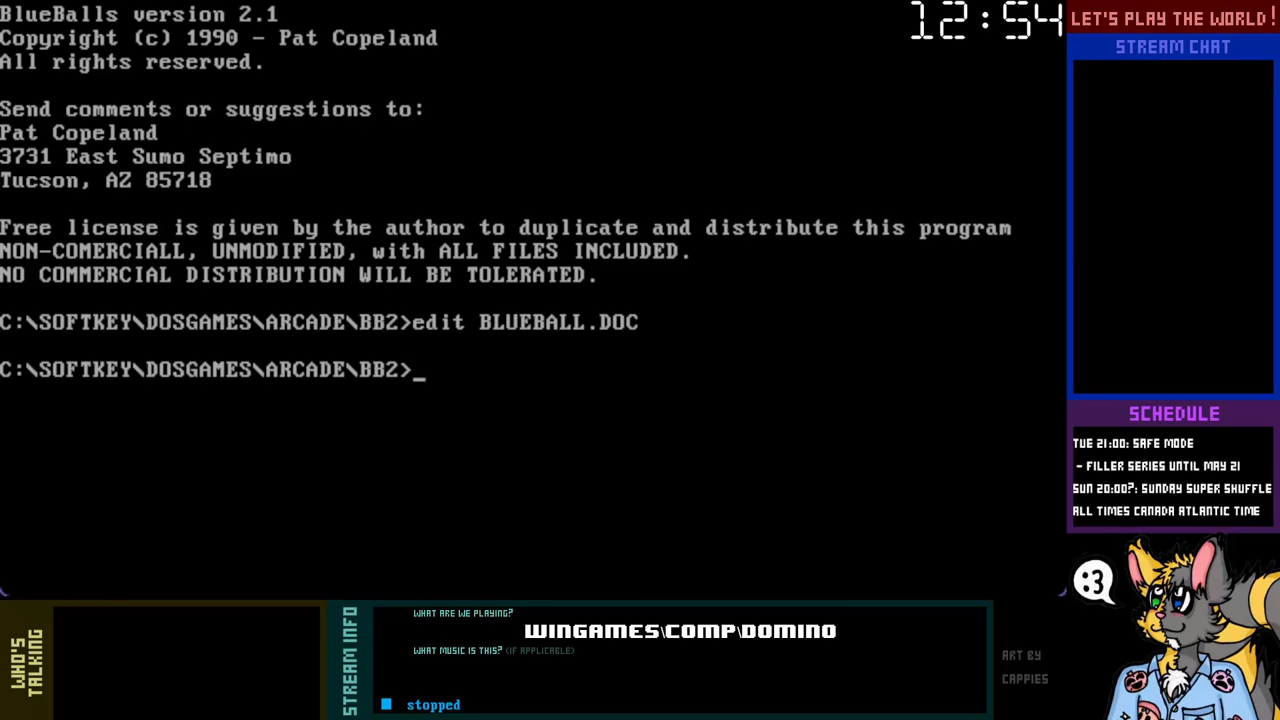 BlueBalls version 2.1
Copyright (c) 1990 - Pat Copeland
All rights reserved.
Send comments or suggestions to:
Pat Copeland
3731 East Sumo Septimo
Tucson, AZ 85718
Free license is given by the author to duplicate and distribute this program
NON-COMERCIALL, UNMODIFIED, with ALL FILES INCLUDED.
NO COMMERCIAL DISTRIBUTION WILL BE TOLERATED.
C:\SOFTKEY\DOSGAMES\ARCADE\BB2>edit BLUEBALL.DOC
C:\SOFTKEY\DOSGAMES\ARCADE\BB2>_
12:54
LET'S PLAY THE WORLD!
STREAM CHAT
SCHEDULE
TUE 21:00: SAFE MODE
- FILLER SERIES UNTIL MAY 21
SUN 20:00?: SUNDAY SUPER SHUFFLE
ALL TIMES CANADA ATLANTIC TIME
:3
WHO'S TALKING
STREAM INFO
WHAT ARE WE PLAYING?
WINGAMES\COMP\DOMINO
WHAT MUSIC IS THIS? (IF APPLICABLE)
stopped
ART BY
CAPPIES